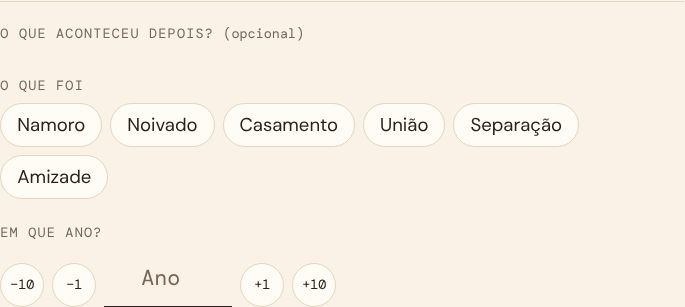 O QUE ACONTECEU DEPOIS? (opcional)
O QUE FOI
Namoro Noivado Casamento União Separação
Amizade
EM QUE ANO?
−10 −1 Ano +1 +10